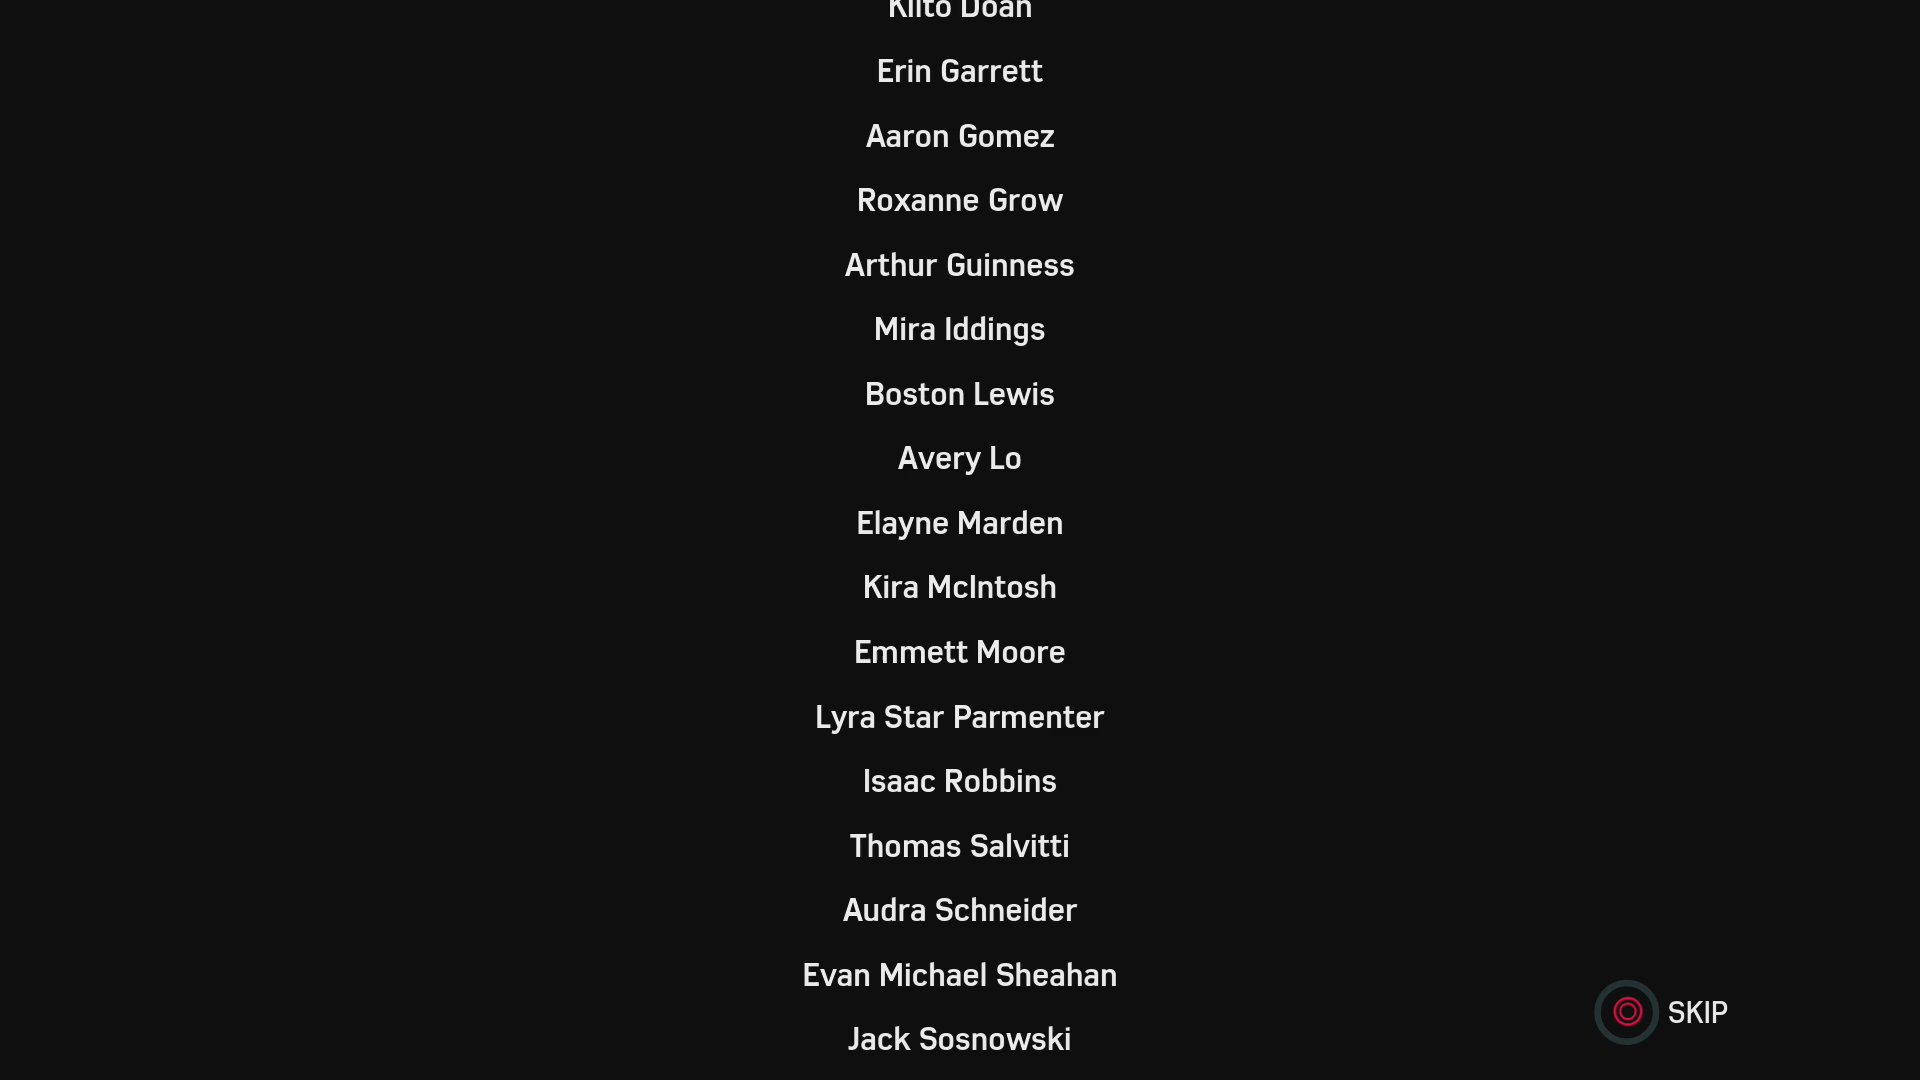 Doan
Erin Garrett
Aaron Gomez
Roxanne Grow
Arthur Guinness
Mira Iddings
Boston Lewis
Avery Lo
Elayne Marden
Kira McIntosh
Emmett Moore
Lyra Star Parmenter
Isaac Robbins
Thomas Salvitti
Audra Schneider
Evan Michael Sheahan
Jack Sosnowski
SKIP